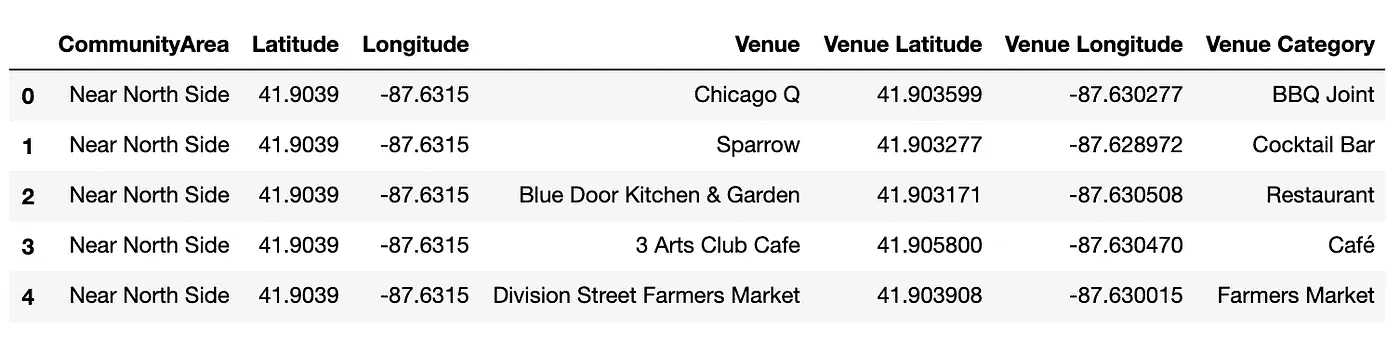 CommunityArea Latitude Longitude Venue Venue Latitude Venue Longitude Venue Category
0 Near North Side 41.9039 -87.6315 Chicago Q 41.903599 -87.630277 BBQ Joint
1 Near North Side 41.9039 -87.6315 Sparrow 41.903277 -87.628972 Cocktail Bar
2 Near North Side 41.9039 -87.6315 Blue Door Kitchen & Garden 41.903171 -87.630508 Restaurant
3 Near North Side 41.9039 -87.6315 3 Arts Club Cafe 41.905800 -87.630470 Café
4 Near North Side 41.9039 -87.6315 Division Street Farmers Market 41.903908 -87.630015 Farmers Market